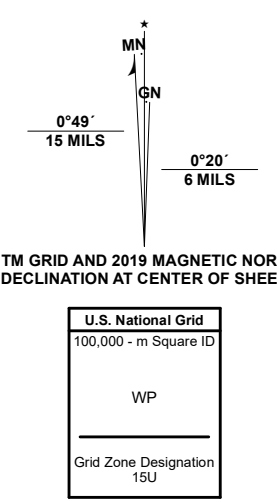 MN
GN
0°49´
15 MILS
0°20´
6 MILS
TM GRID AND 2019 MAGNETIC NOR
DECLINATION AT CENTER OF SHEE
U.S. National Grid
100,000 - m Square ID
WP
Grid Zone Designation
15U